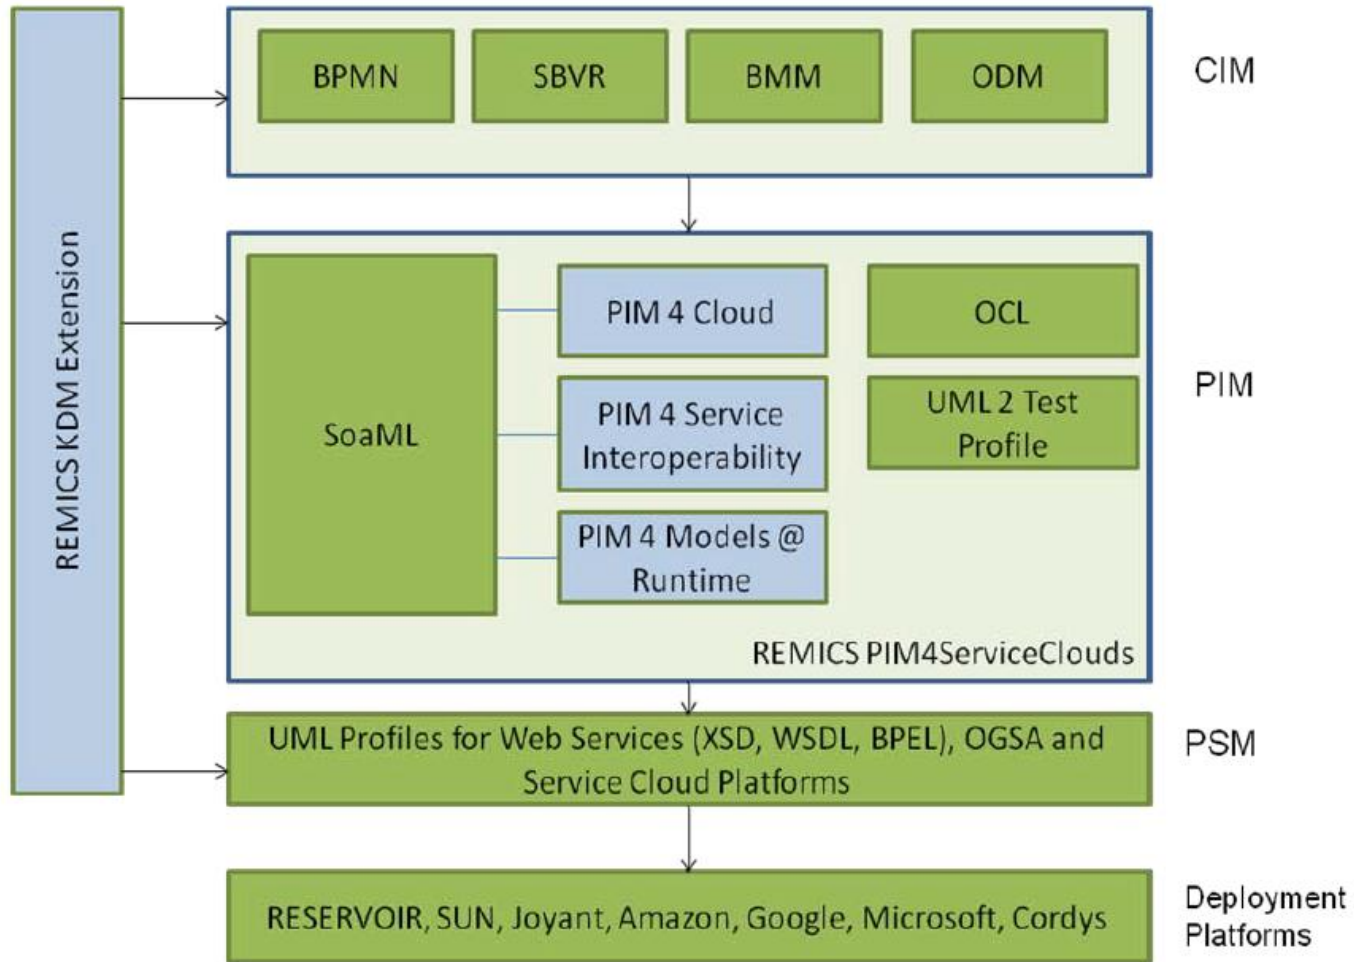 REMICS KDM Extension
BPMN
SBVR
BMM
ODM
CIM
SoaML
PIM 4 Cloud
PIM 4 Service
Interoperability
PIM 4 Models @
Runtime
OCL
UML 2 Test
Profile
REMICS PIM4ServiceClouds
PIM
UML Profiles for Web Services (XSD, WSDL, BPEL), OGSA and
Service Cloud Platforms
PSM
RESERVOIR, SUN, Joyant, Amazon, Google, Microsoft, Cordys
Deployment
Platforms